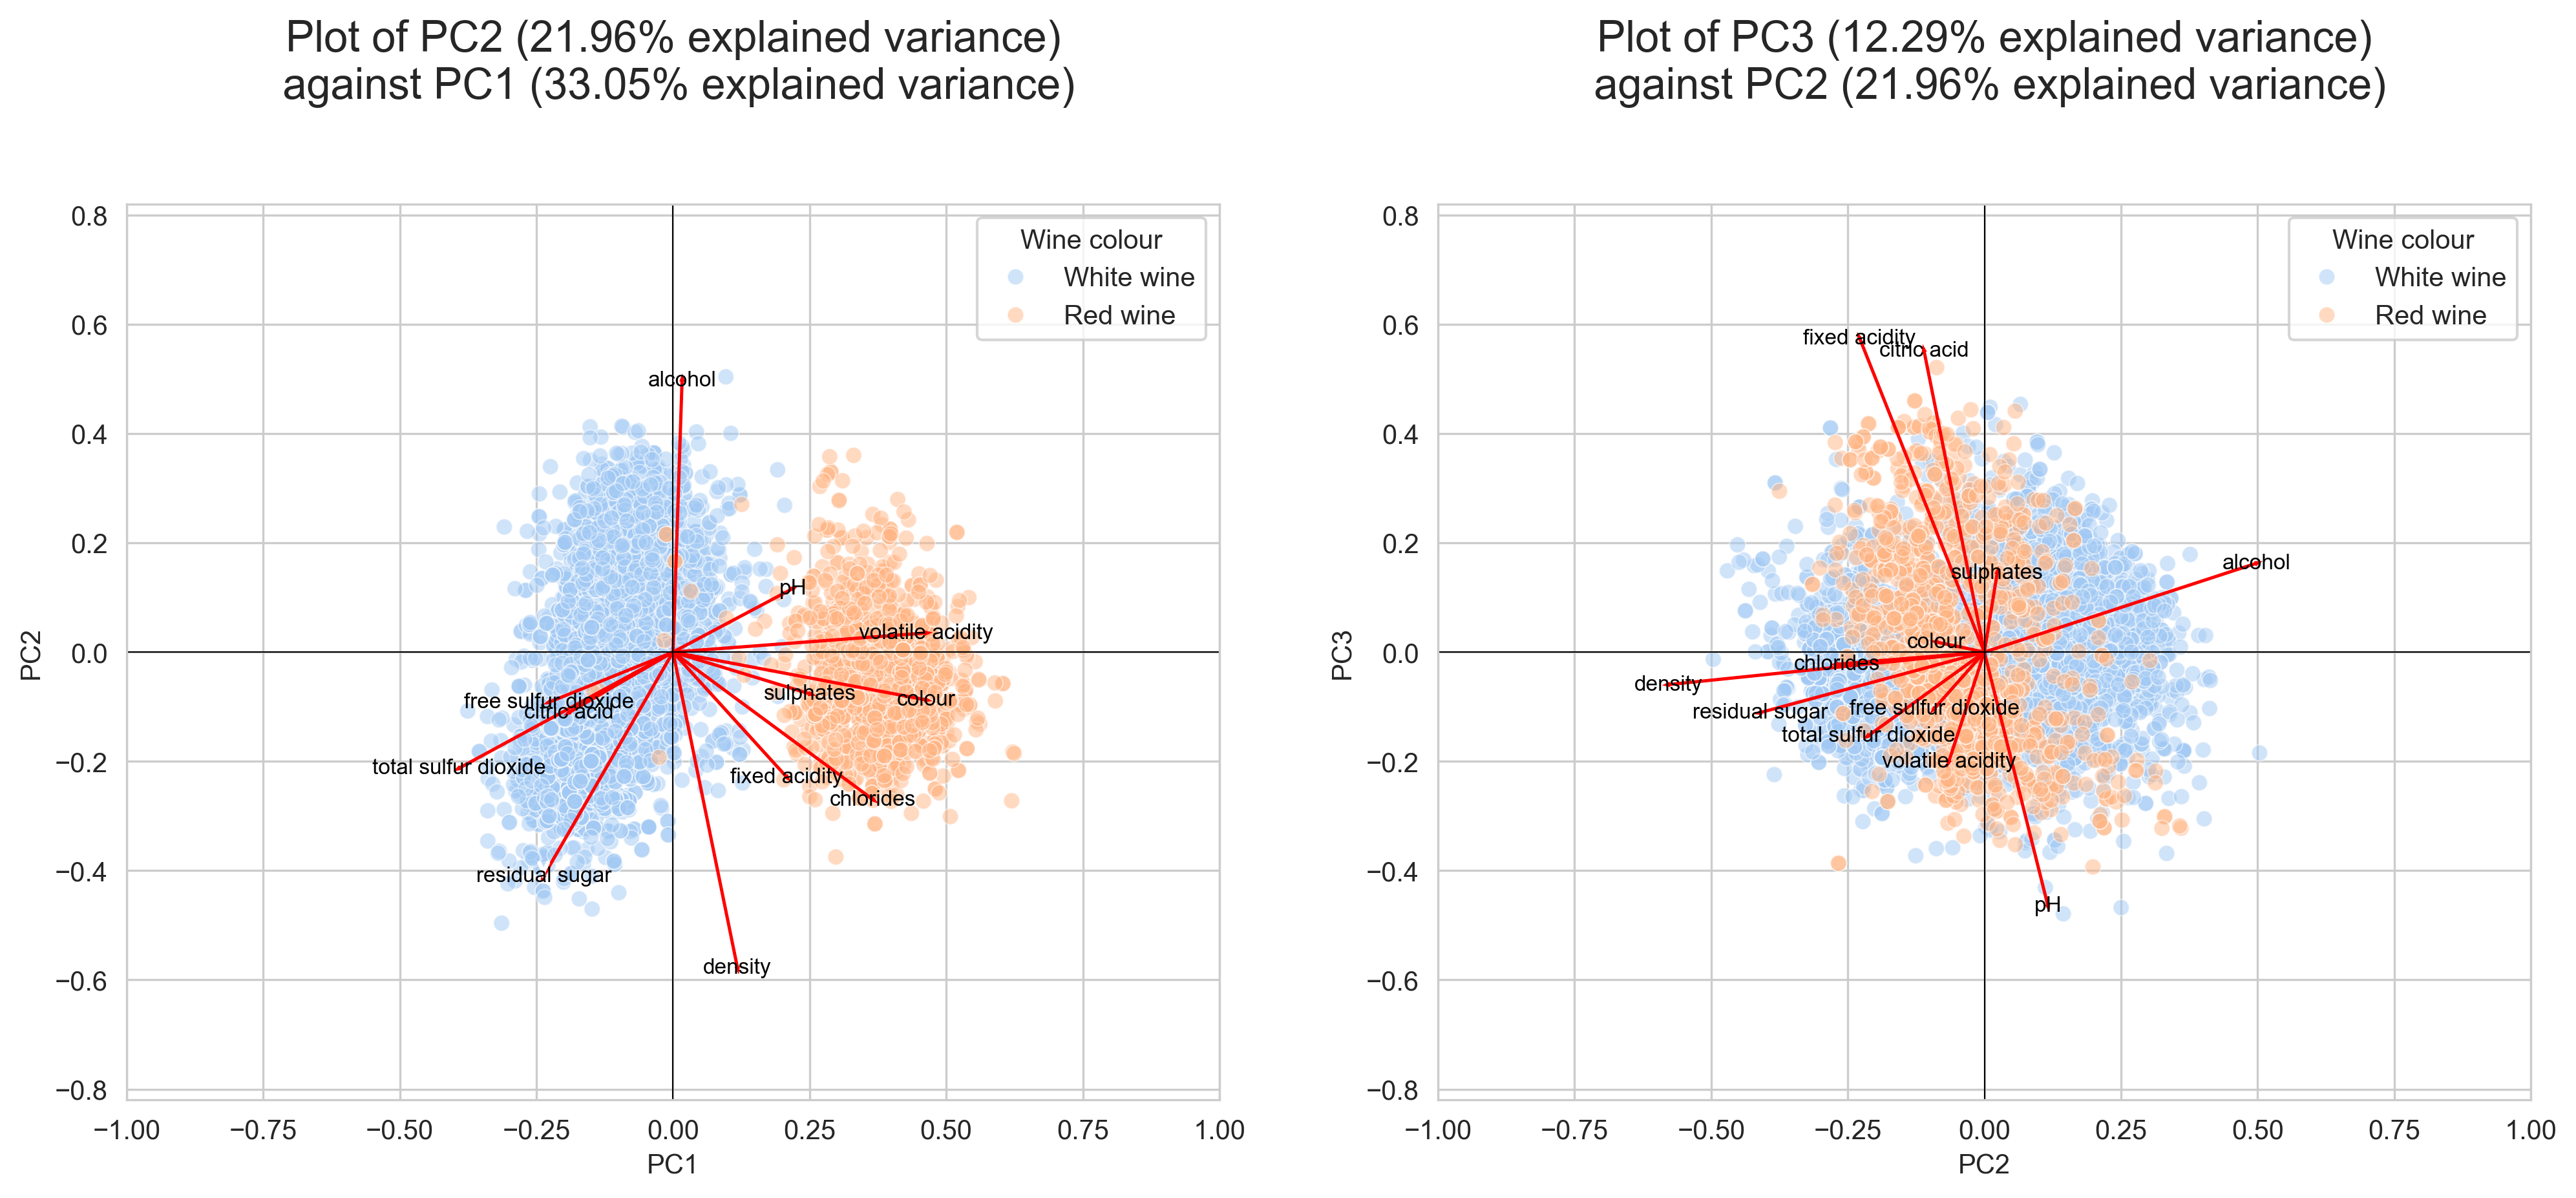 Plot of PC2 (21.96% explained variance)
against PC1 (33.05% explained variance)
0.8
0.6
0.4
0.2
0.0
−0.2
−0.4
−0.6
−0.8
PC2
Wine colour
White wine
Red wine
alcohol
pH
volatile acidity
sulphates
colour
free sulfur dioxide
citric acid
total sulfur dioxide
fixed acidity
chlorides
residual sugar
density
−1.00
−0.75
−0.50
−0.25
0.00
0.25
0.50
0.75
1.00
PC1
Plot of PC3 (12.29% explained variance)
against PC2 (21.96% explained variance)
0.8
0.6
0.4
0.2
0.0
−0.2
−0.4
−0.6
−0.8
PC3
Wine colour
White wine
Red wine
fixed acidity
citric acid
alcohol
sulphates
colour
chlorides
density
residual sugar
free sulfur dioxide
total sulfur dioxide
volatile acidity
pH
−1.00
−0.75
−0.50
−0.25
0.00
0.25
0.50
0.75
1.00
PC2